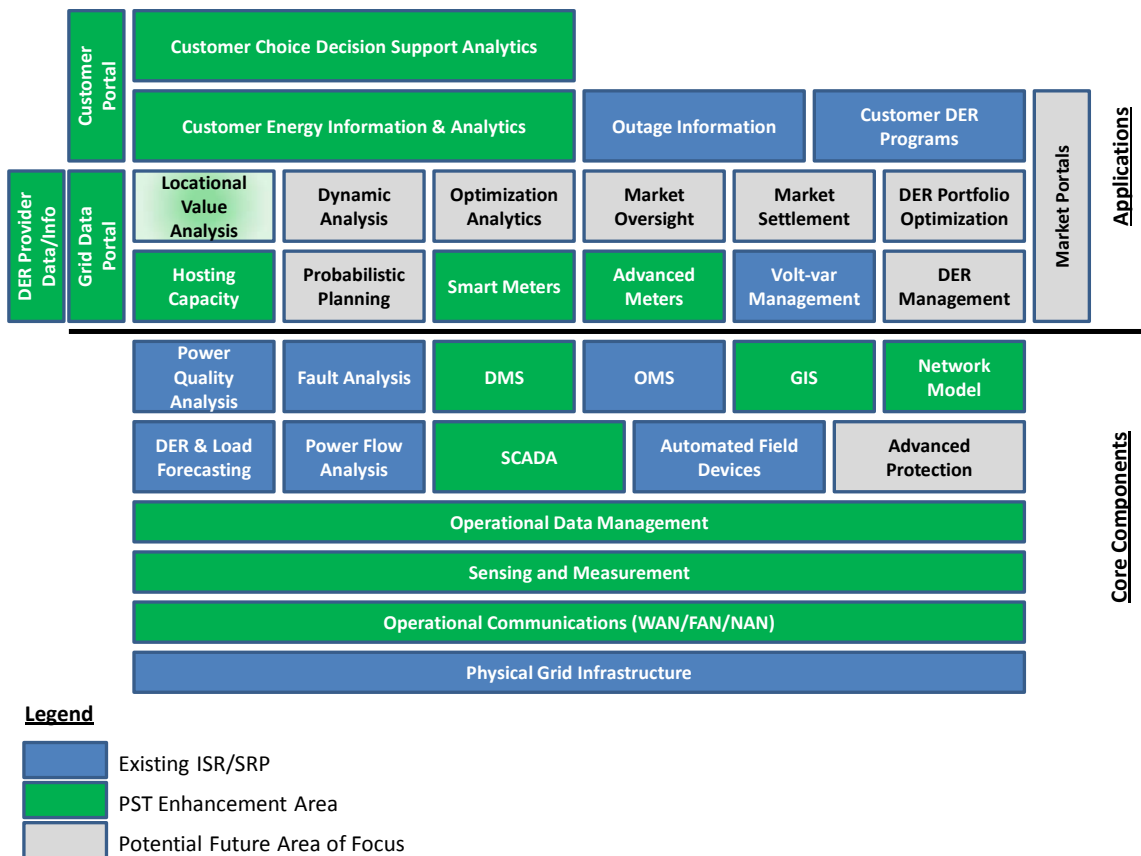 Customer
Portal
Customer Choice Decision Support Analytics
Customer Energy Information & Analytics
Outage Information
Customer DER
Programs
Market Portals
Applications
DER Provider
Data/Info
Grid Data
Portal
Locational
Value
Analysis
Dynamic
Analysis
Optimization
Analytics
Market
Oversight
Market
Settlement
DER Portfolio
Optimization
Hosting
Capacity
Probabilistic
Planning
Smart Meters
Advanced
Meters
Volt-var
Management
DER
Management
Power
Quality
Analysis
Fault Analysis
DMS
OMS
GIS
Network
Model
DER & Load
Forecasting
Power Flow
Analysis
SCADA
Automated Field
Devices
Advanced
Protection
Core Components
Operational Data Management
Sensing and Measurement
Operational Communications (WAN/FAN/NAN)
Physical Grid Infrastructure
Legend
Existing ISR/SRP
PST Enhancement Area
Potential Future Area of Focus